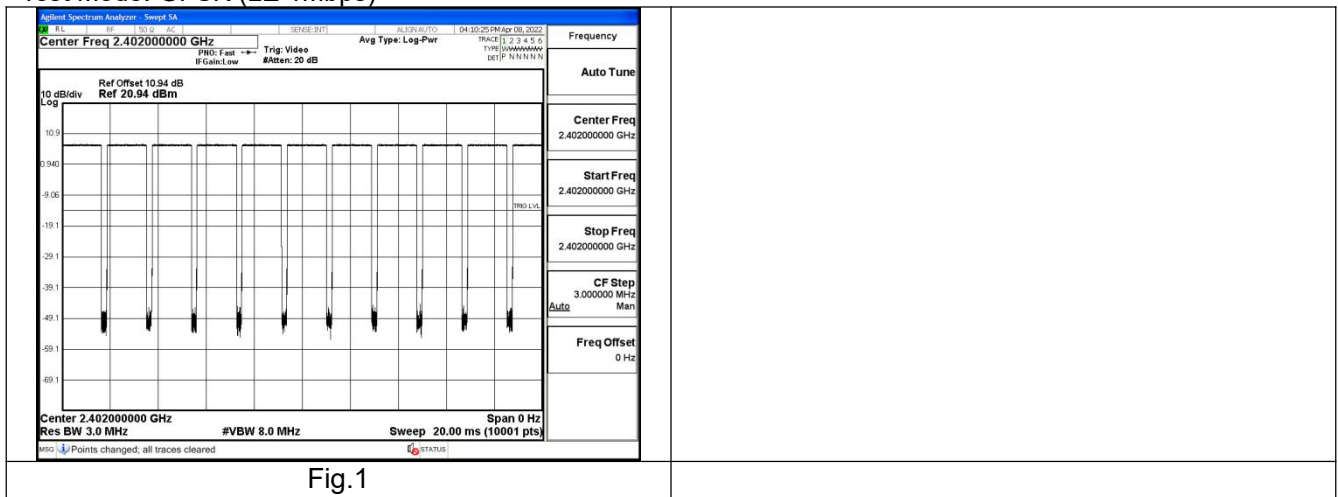 Agilent Spectrum Analyzer - Swept SA
RL RF 50 Ω AC SENSE:INT ALIGN AUTO 04:10:25 PM Apr 08, 2022
Center Freq 2.402000000 GHz
PNO: Fast
IFGain:Low
Trig: Video
#Atten: 20 dB
Avg Type: Log-Pwr
TRACE 1 2 3 4 5 6
TYPE
DET P N N N N N
Ref Offset 10.94 dB
10 dB/div Ref 20.94 dBm
Log
10.9
0.940
-9.06
-19.1
-29.1
-39.1
-49.1
-59.1
-69.1
TRIG LVL
Center 2.402000000 GHz Span 0 Hz
Res BW 3.0 MHz #VBW 8.0 MHz Sweep 20.00 ms (10001 pts)
MSG Points changed; all traces cleared STATUS
Frequency
Auto Tune
Center Freq
2.402000000 GHz
Start Freq
2.402000000 GHz
Stop Freq
2.402000000 GHz
CF Step
3.000000 MHz
Auto Man
Freq Offset
0 Hz
Fig.1